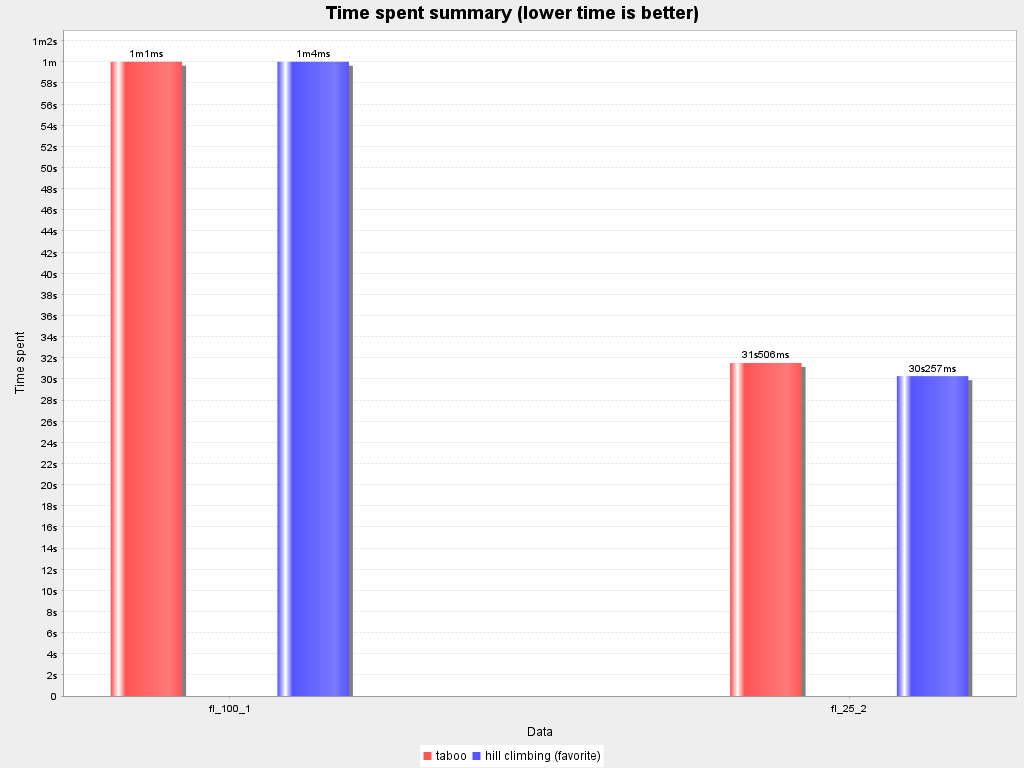 Time spent summary (lower time is better)
1m2s
1m
58s
56s
54s
52s
50s
48s
46s
44s
42s
40s
38s
36s
34s
32s
30s
28s
26s
24s
22s
20s
18s
16s
14s
12s
10s
8s
6s
4s
2s
0
Time spent
1m1ms
1m4ms
31s506ms
30s257ms
fl_100_1
fl_25_2
Data
taboo
hill climbing (favorite)